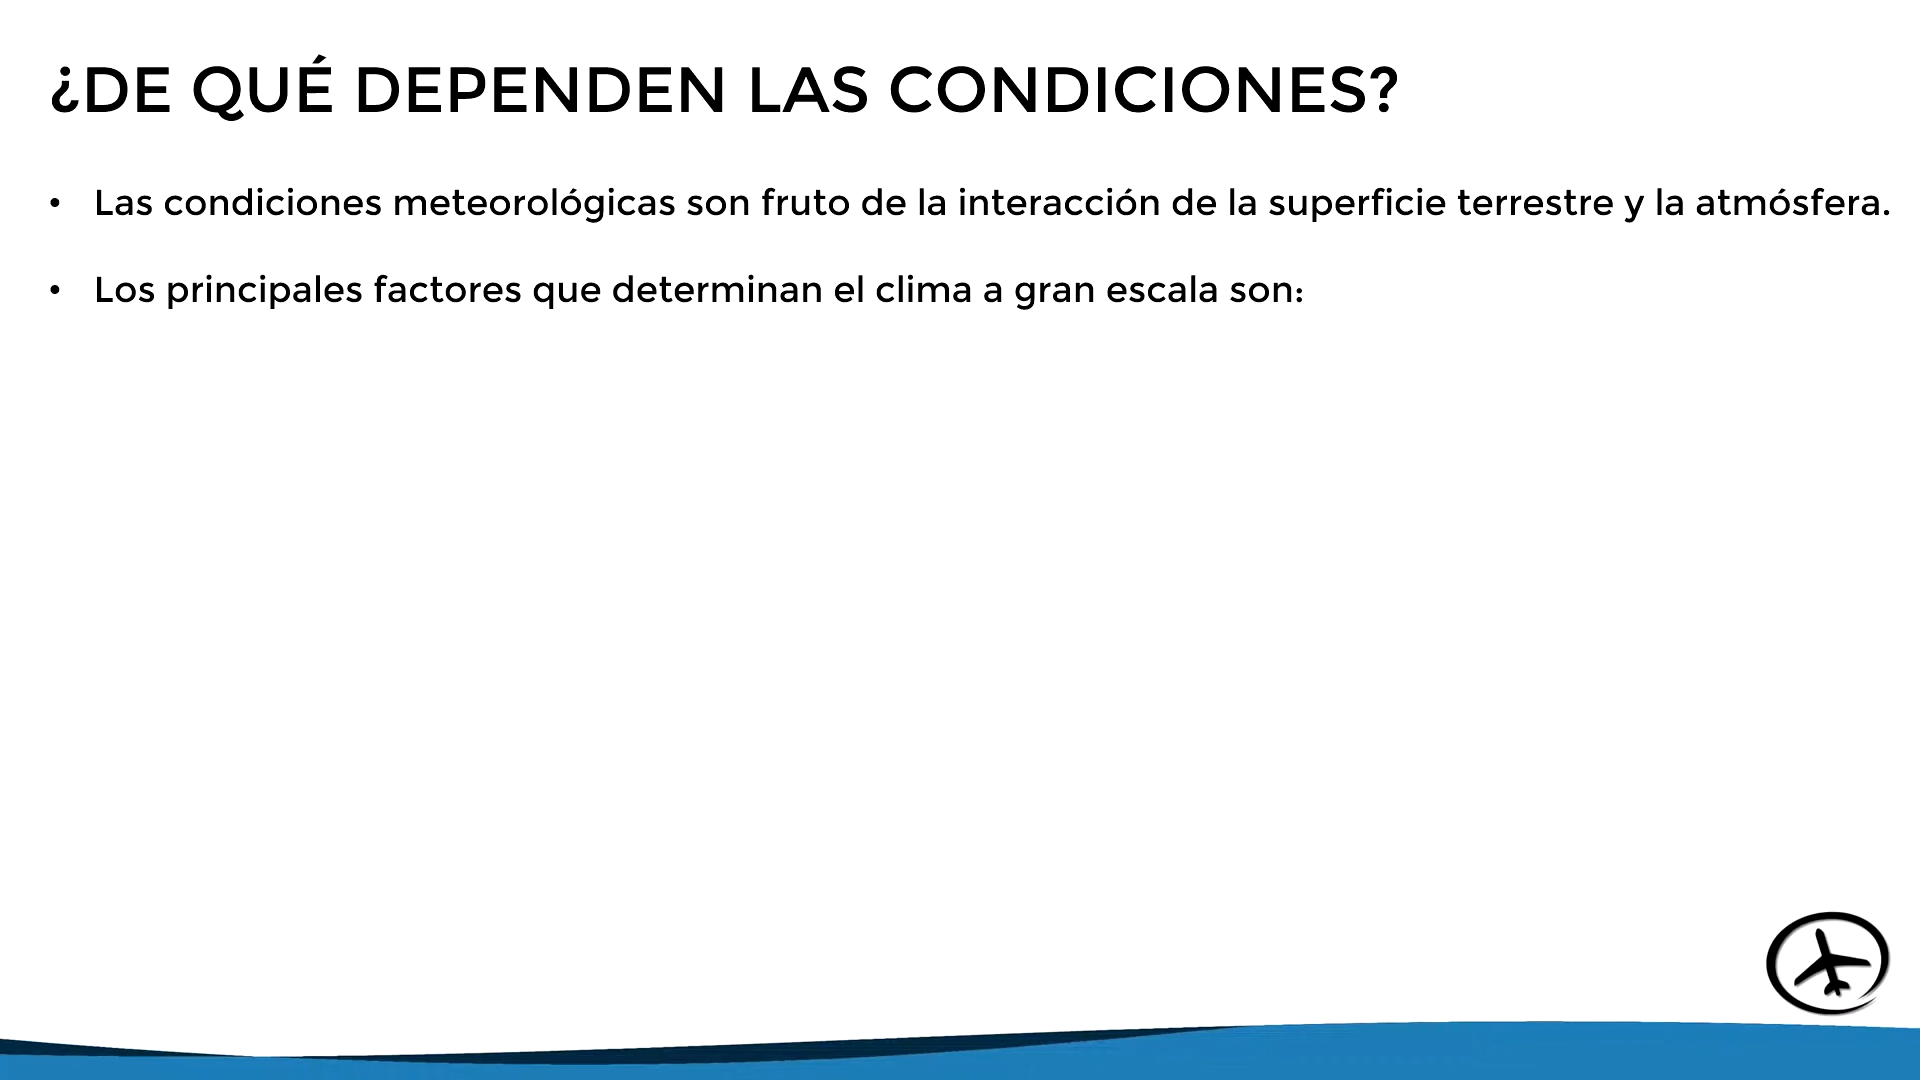 ¿DE QUÉ DEPENDEN LAS CONDICIONES?
• Las condiciones meteorológicas son fruto de la interacción de la superficie terrestre y la atmósfera.
• Los principales factores que determinan el clima a gran escala son: